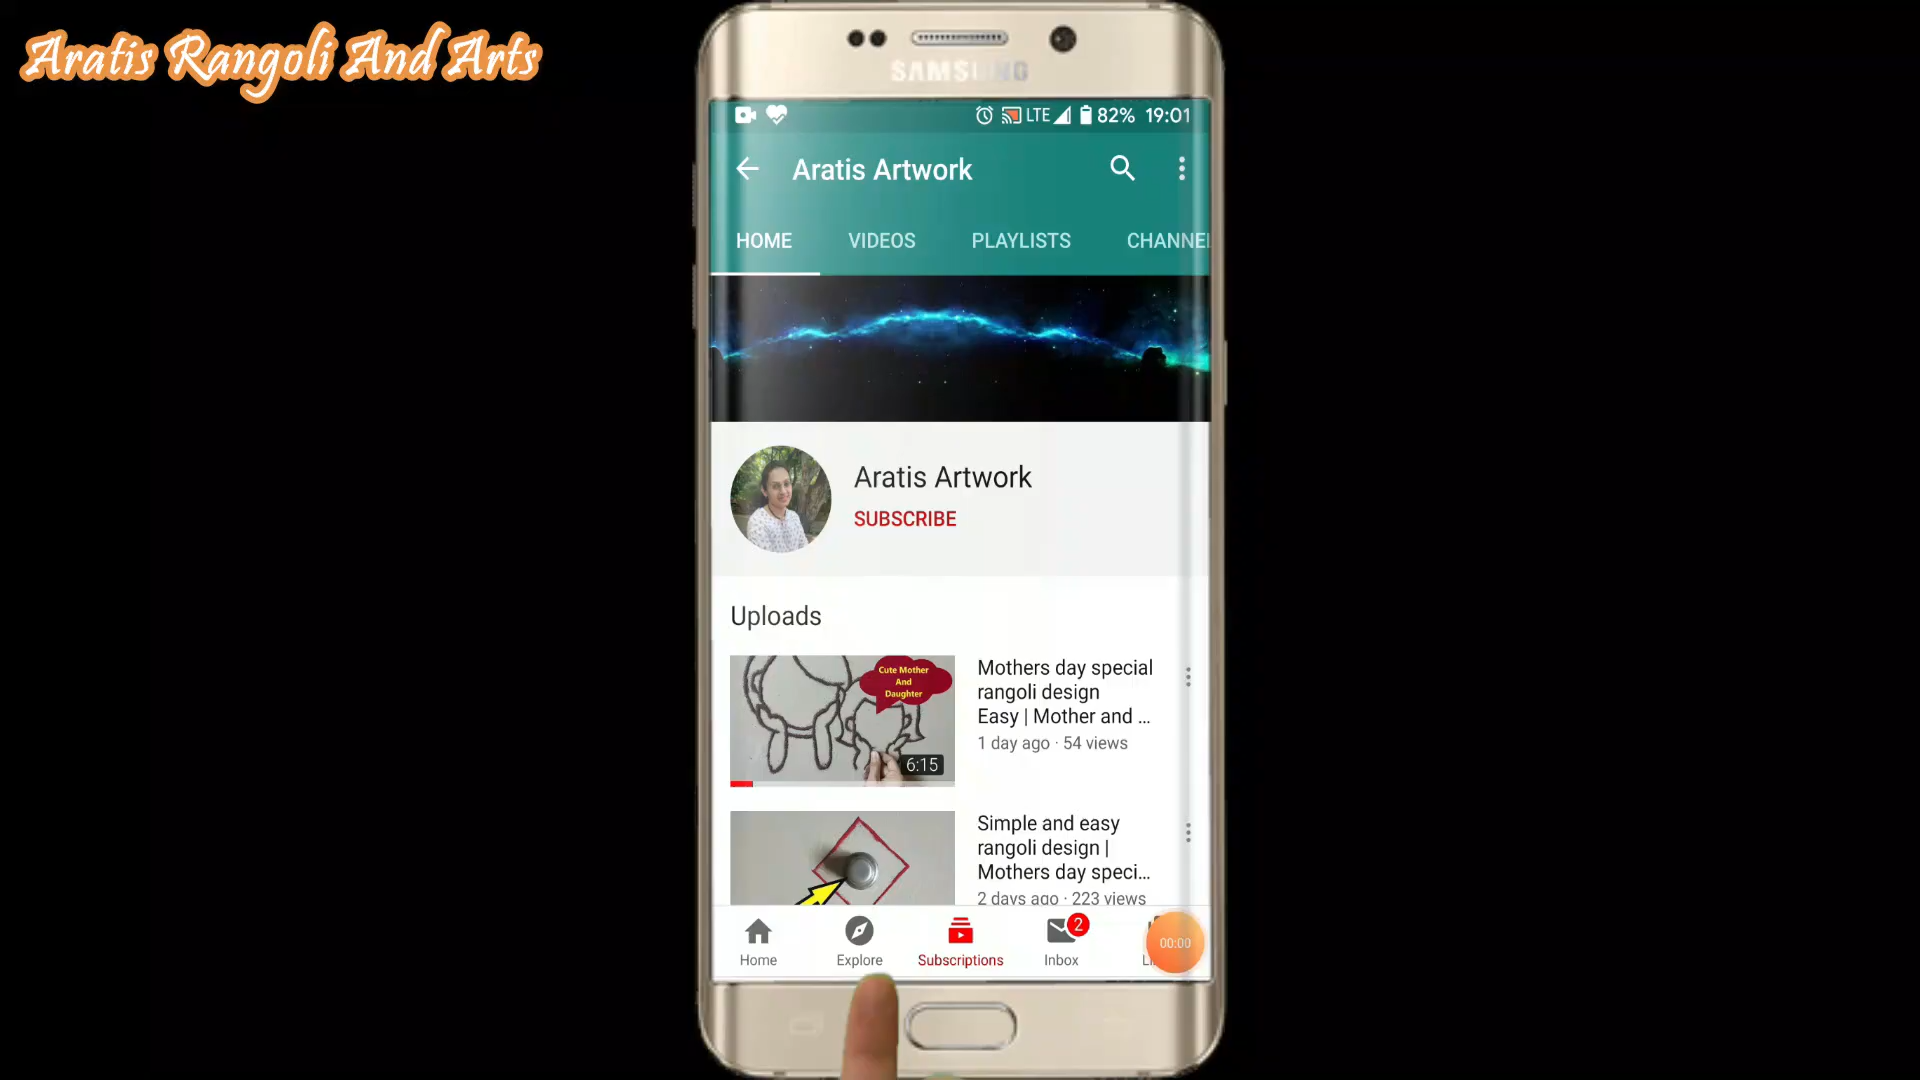 Aratis Rangoli And Arts
SAMSUNG
LTE 82% 19:01
Aratis Artwork
HOME VIDEOS PLAYLISTS CHANNEL
Aratis Artwork
SUBSCRIBE
Uploads
Cute Mother
And
Daughter
6:15
Mothers day special
rangoli design
Easy | Mother and ...
1 day ago · 54 views
Simple and easy
rangoli design |
Mothers day speci...
2 days ago · 223 views
2
00:00
Home Explore Subscriptions Inbox